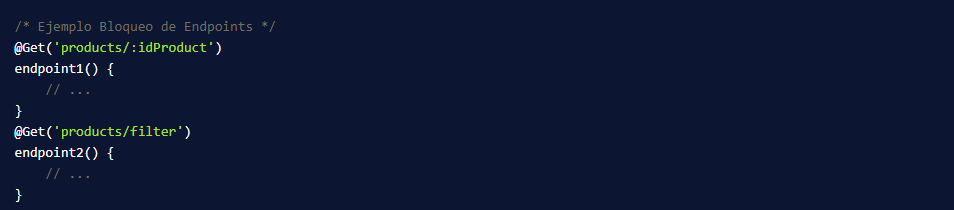 /* Ejemplo Bloqueo de Endpoints */
@Get('products/:idProduct')
endpoint1() {
    // ...
}
@Get('products/filter')
endpoint2() {
    // ...
}